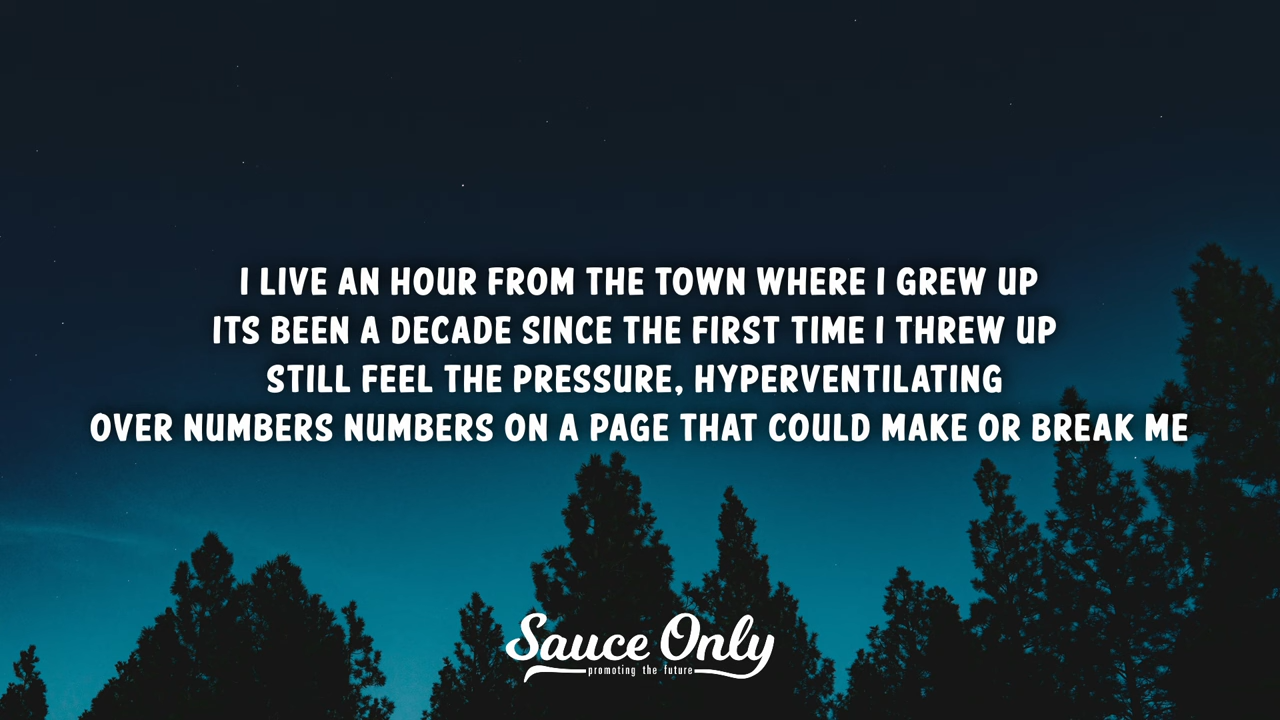 I LIVE AN HOUR FROM THE TOWN WHERE I GREW UP
ITS BEEN A DECADE SINCE THE FIRST TIME I THREW UP
STILL FEEL THE PRESSURE, HYPERVENTILATING
OVER NUMBERS NUMBERS ON A PAGE THAT COULD MAKE OR BREAK ME
Sauce Only
promoting the future